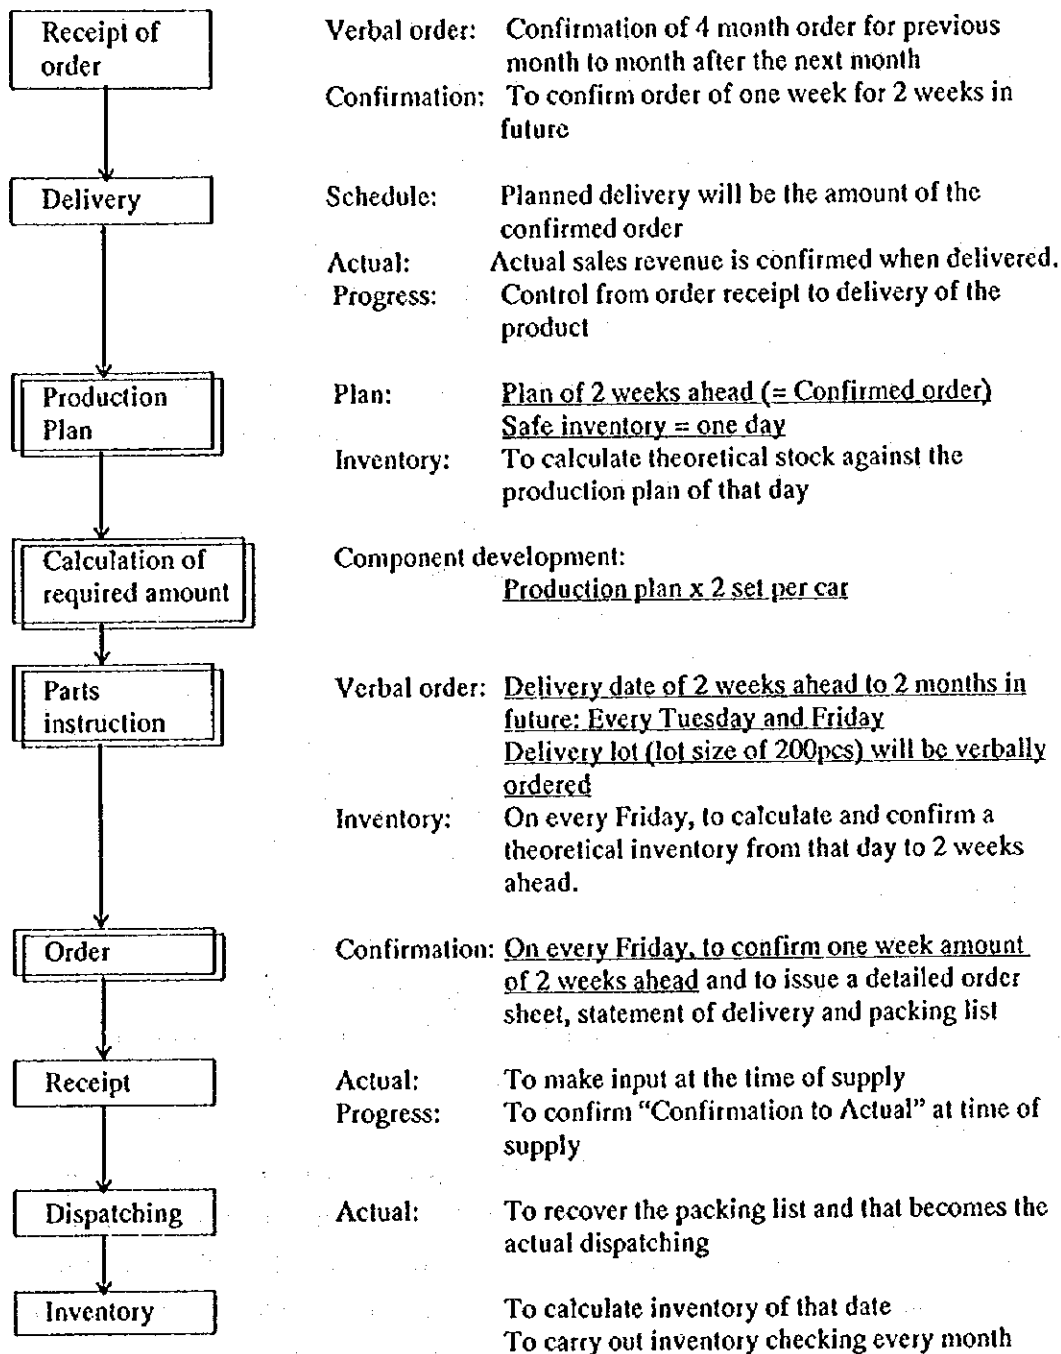 Receipt of
order
Verbal order: Confirmation of 4 month order for previous
month to month after the next month
Confirmation: To confirm order of one week for 2 weeks in
future
Delivery
Schedule: Planned delivery will be the amount of the
confirmed order
Actual: Actual sales revenue is confirmed when delivered.
Progress: Control from order receipt to delivery of the
product
Production
Plan
Plan: Plan of 2 weeks ahead (= Confirmed order)
Safe inventory = one day
Inventory: To calculate theoretical stock against the
production plan of that day
Calculation of
required amount
Component development:
Production plan x 2 set per car
Parts
instruction
Verbal order: Delivery date of 2 weeks ahead to 2 months in
future: Every Tuesday and Friday
Delivery lot (lot size of 200pcs) will be verbally
ordered
Inventory: On every Friday, to calculate and confirm a
theoretical inventory from that day to 2 weeks
ahead.
Order
Confirmation: On every Friday, to confirm one week amount
of 2 weeks ahead and to issue a detailed order
sheet, statement of delivery and packing list
Receipt
Actual: To make input at the time of supply
Progress: To confirm “Confirmation to Actual” at time of
supply
Dispatching
Actual: To recover the packing list and that becomes the
actual dispatching
Inventory
To calculate inventory of that date
To carry out inventory checking every month